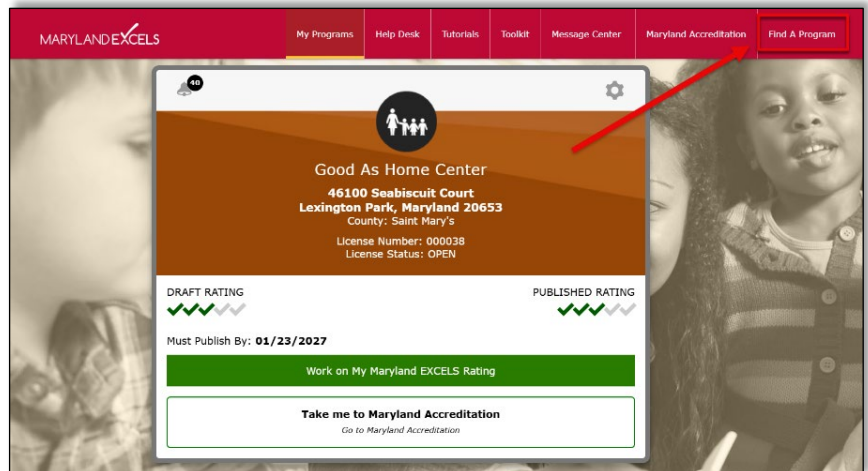 MARYLAND EXCELS
My Programs
Help Desk
Tutorials
Toolkit
Message Center
Maryland Accreditation
Find A Program
48
Good As Home Center
46100 Seabiscuit Court
Lexington Park, Maryland 20653
County: Saint Mary's
License Number: 000038
License Status: OPEN
DRAFT RATING
PUBLISHED RATING
Must Publish By: 01/23/2027
Work on My Maryland EXCELS Rating
Take me to Maryland Accreditation
Go to Maryland Accreditation